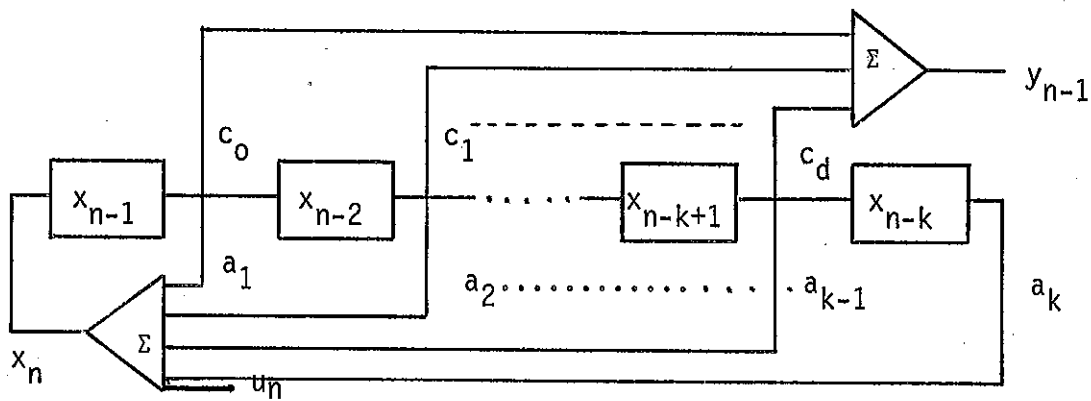 Σ
y_{n-1}
c_o
c_1
c_d
x_{n-1}
x_{n-2}
x_{n-k+1}
x_{n-k}
a_1
a_2
a_{k-1}
a_k
Σ
x_n
u_n